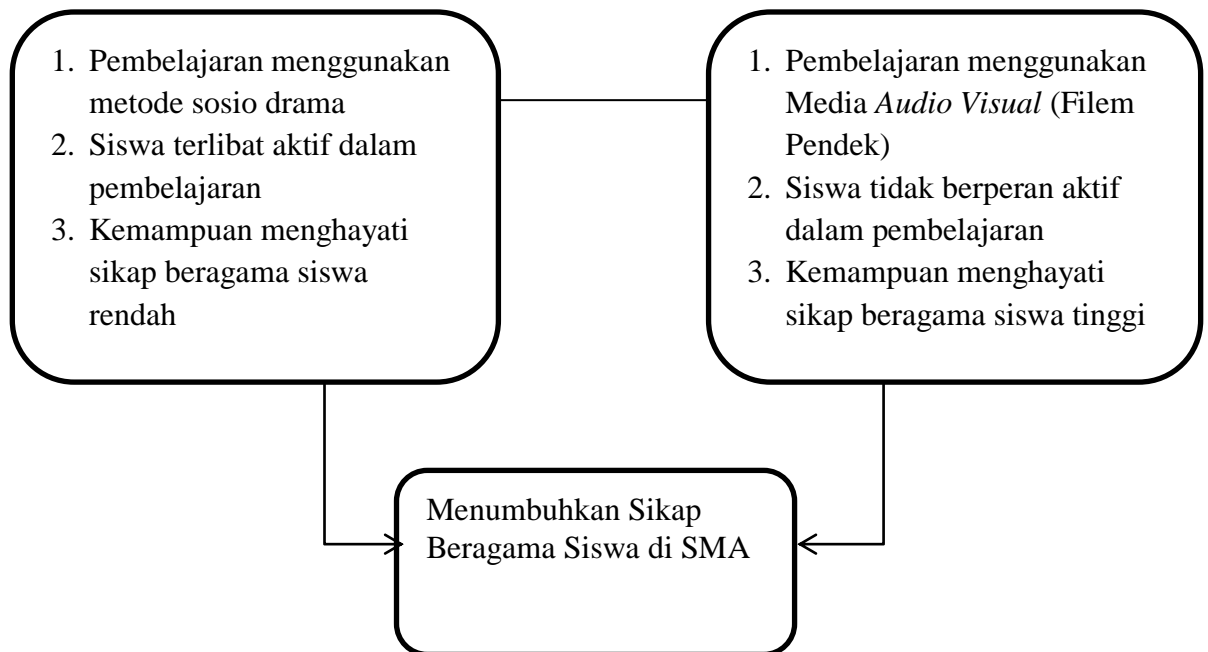 1. Pembelajaran menggunakan
metode sosio drama
2. Siswa terlibat aktif dalam
pembelajaran
3. Kemampuan menghayati
sikap beragama siswa
rendah
1. Pembelajaran menggunakan
Media Audio Visual (Filem
Pendek)
2. Siswa tidak berperan aktif
dalam pembelajaran
3. Kemampuan menghayati
sikap beragama siswa tinggi
Menumbuhkan Sikap
Beragama Siswa di SMA